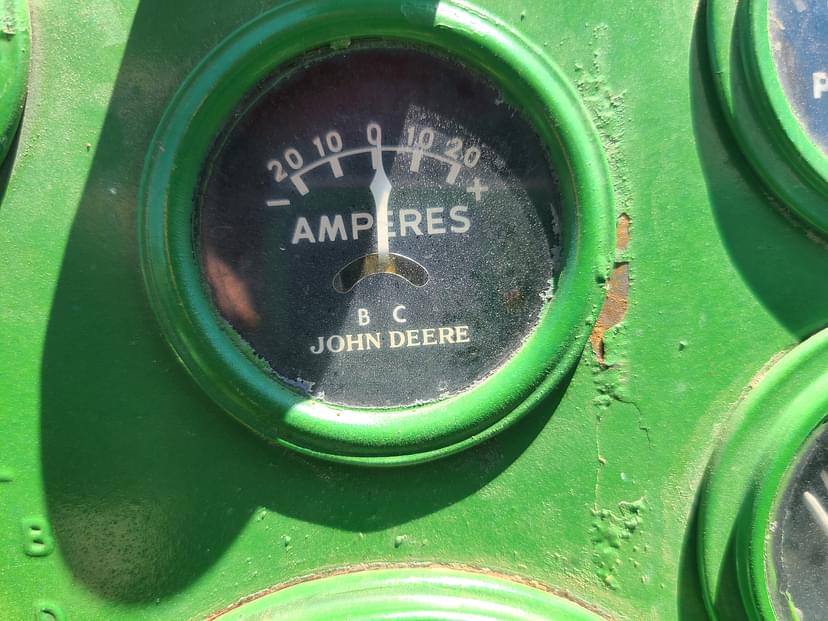 20 10 0 10 20
− +
AMPERES
B C
JOHN DEERE
P
B